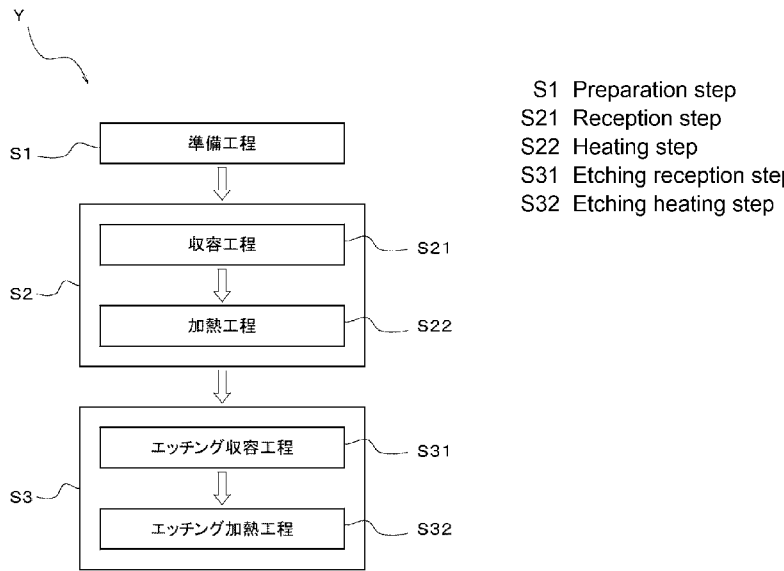 Y
S1
準備工程
S2
収容工程
S21
加熱工程
S22
S3
エッチング収容工程
S31
エッチング加熱工程
S32
S1 Preparation step
S21 Reception step
S22 Heating step
S31 Etching reception step
S32 Etching heating step